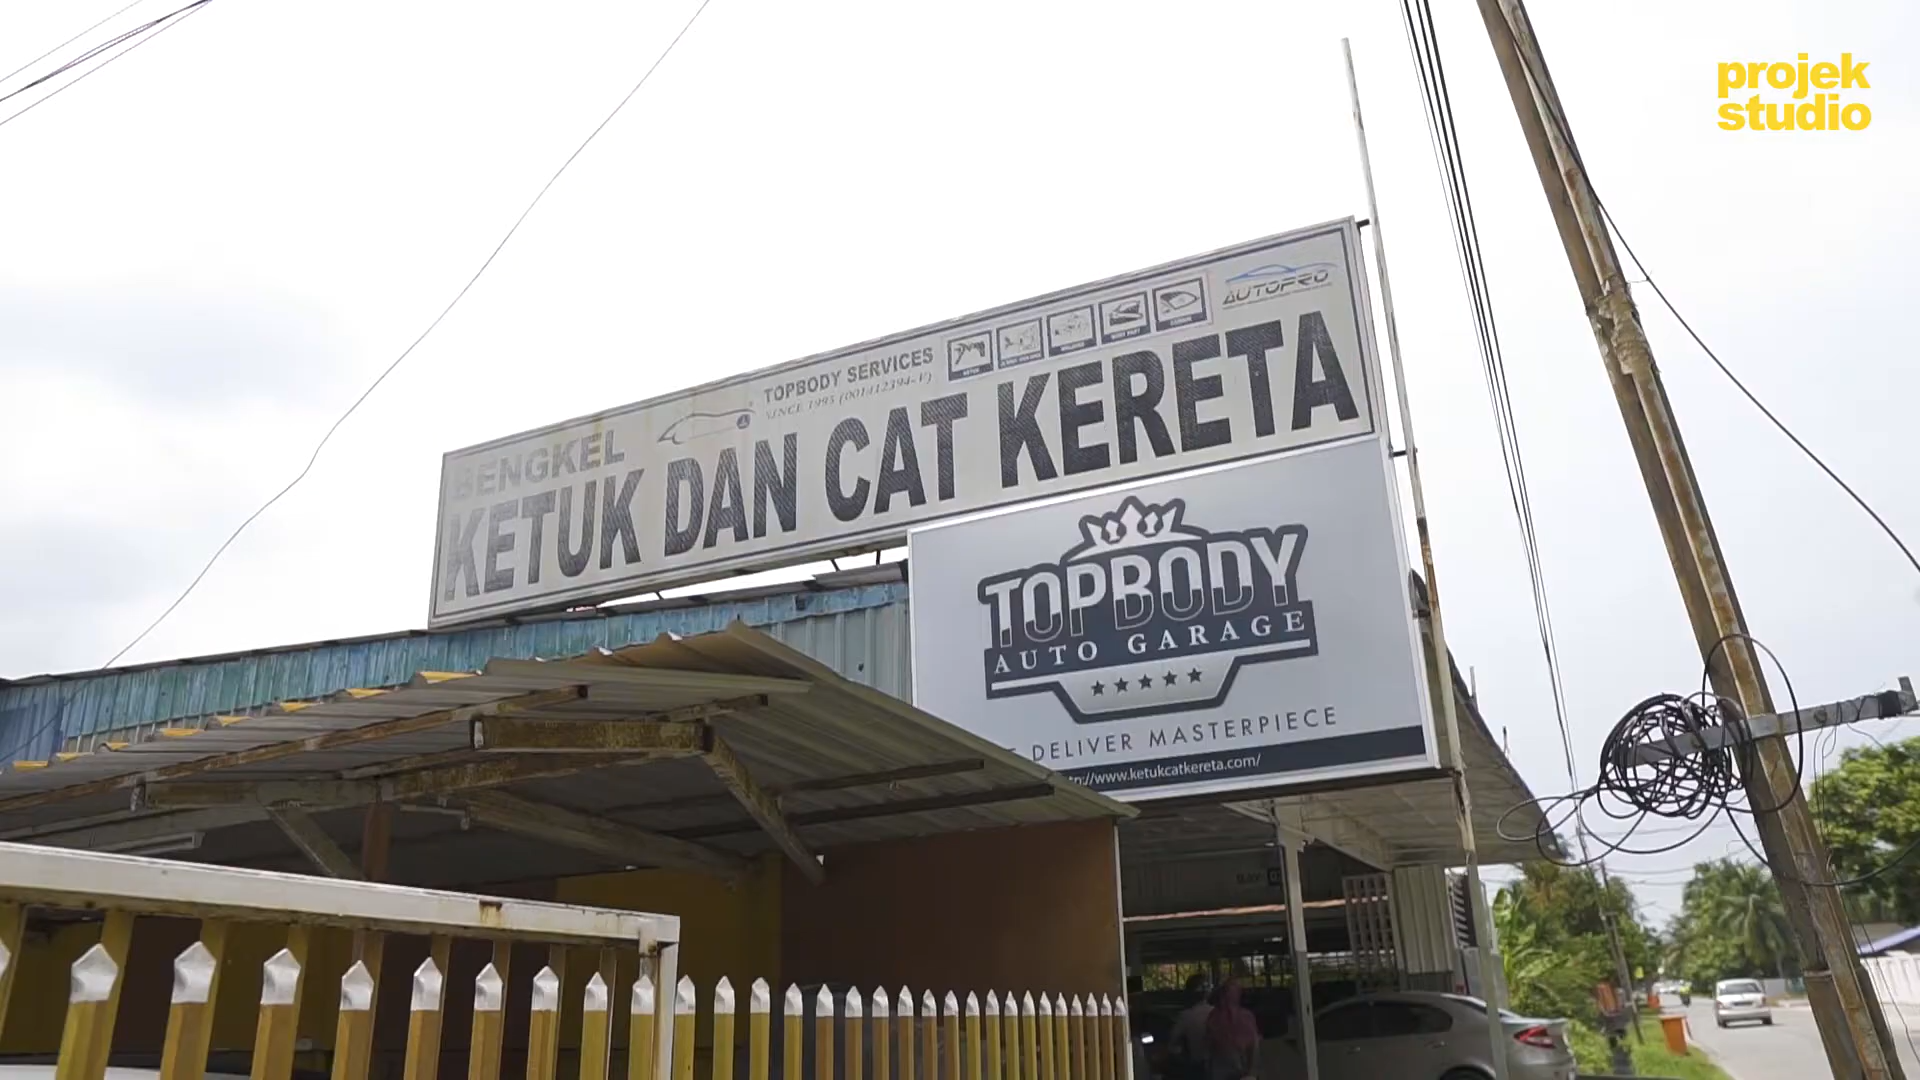 projek
studio
AUTOPRO
TOPBODY SERVICES
SINCE 1995 (001412394-V)
BENGKEL
KETUK DAN CAT KERETA
TOPBODY
AUTO GARAGE
DELIVER MASTERPIECE
://www.ketukcatkereta.com/